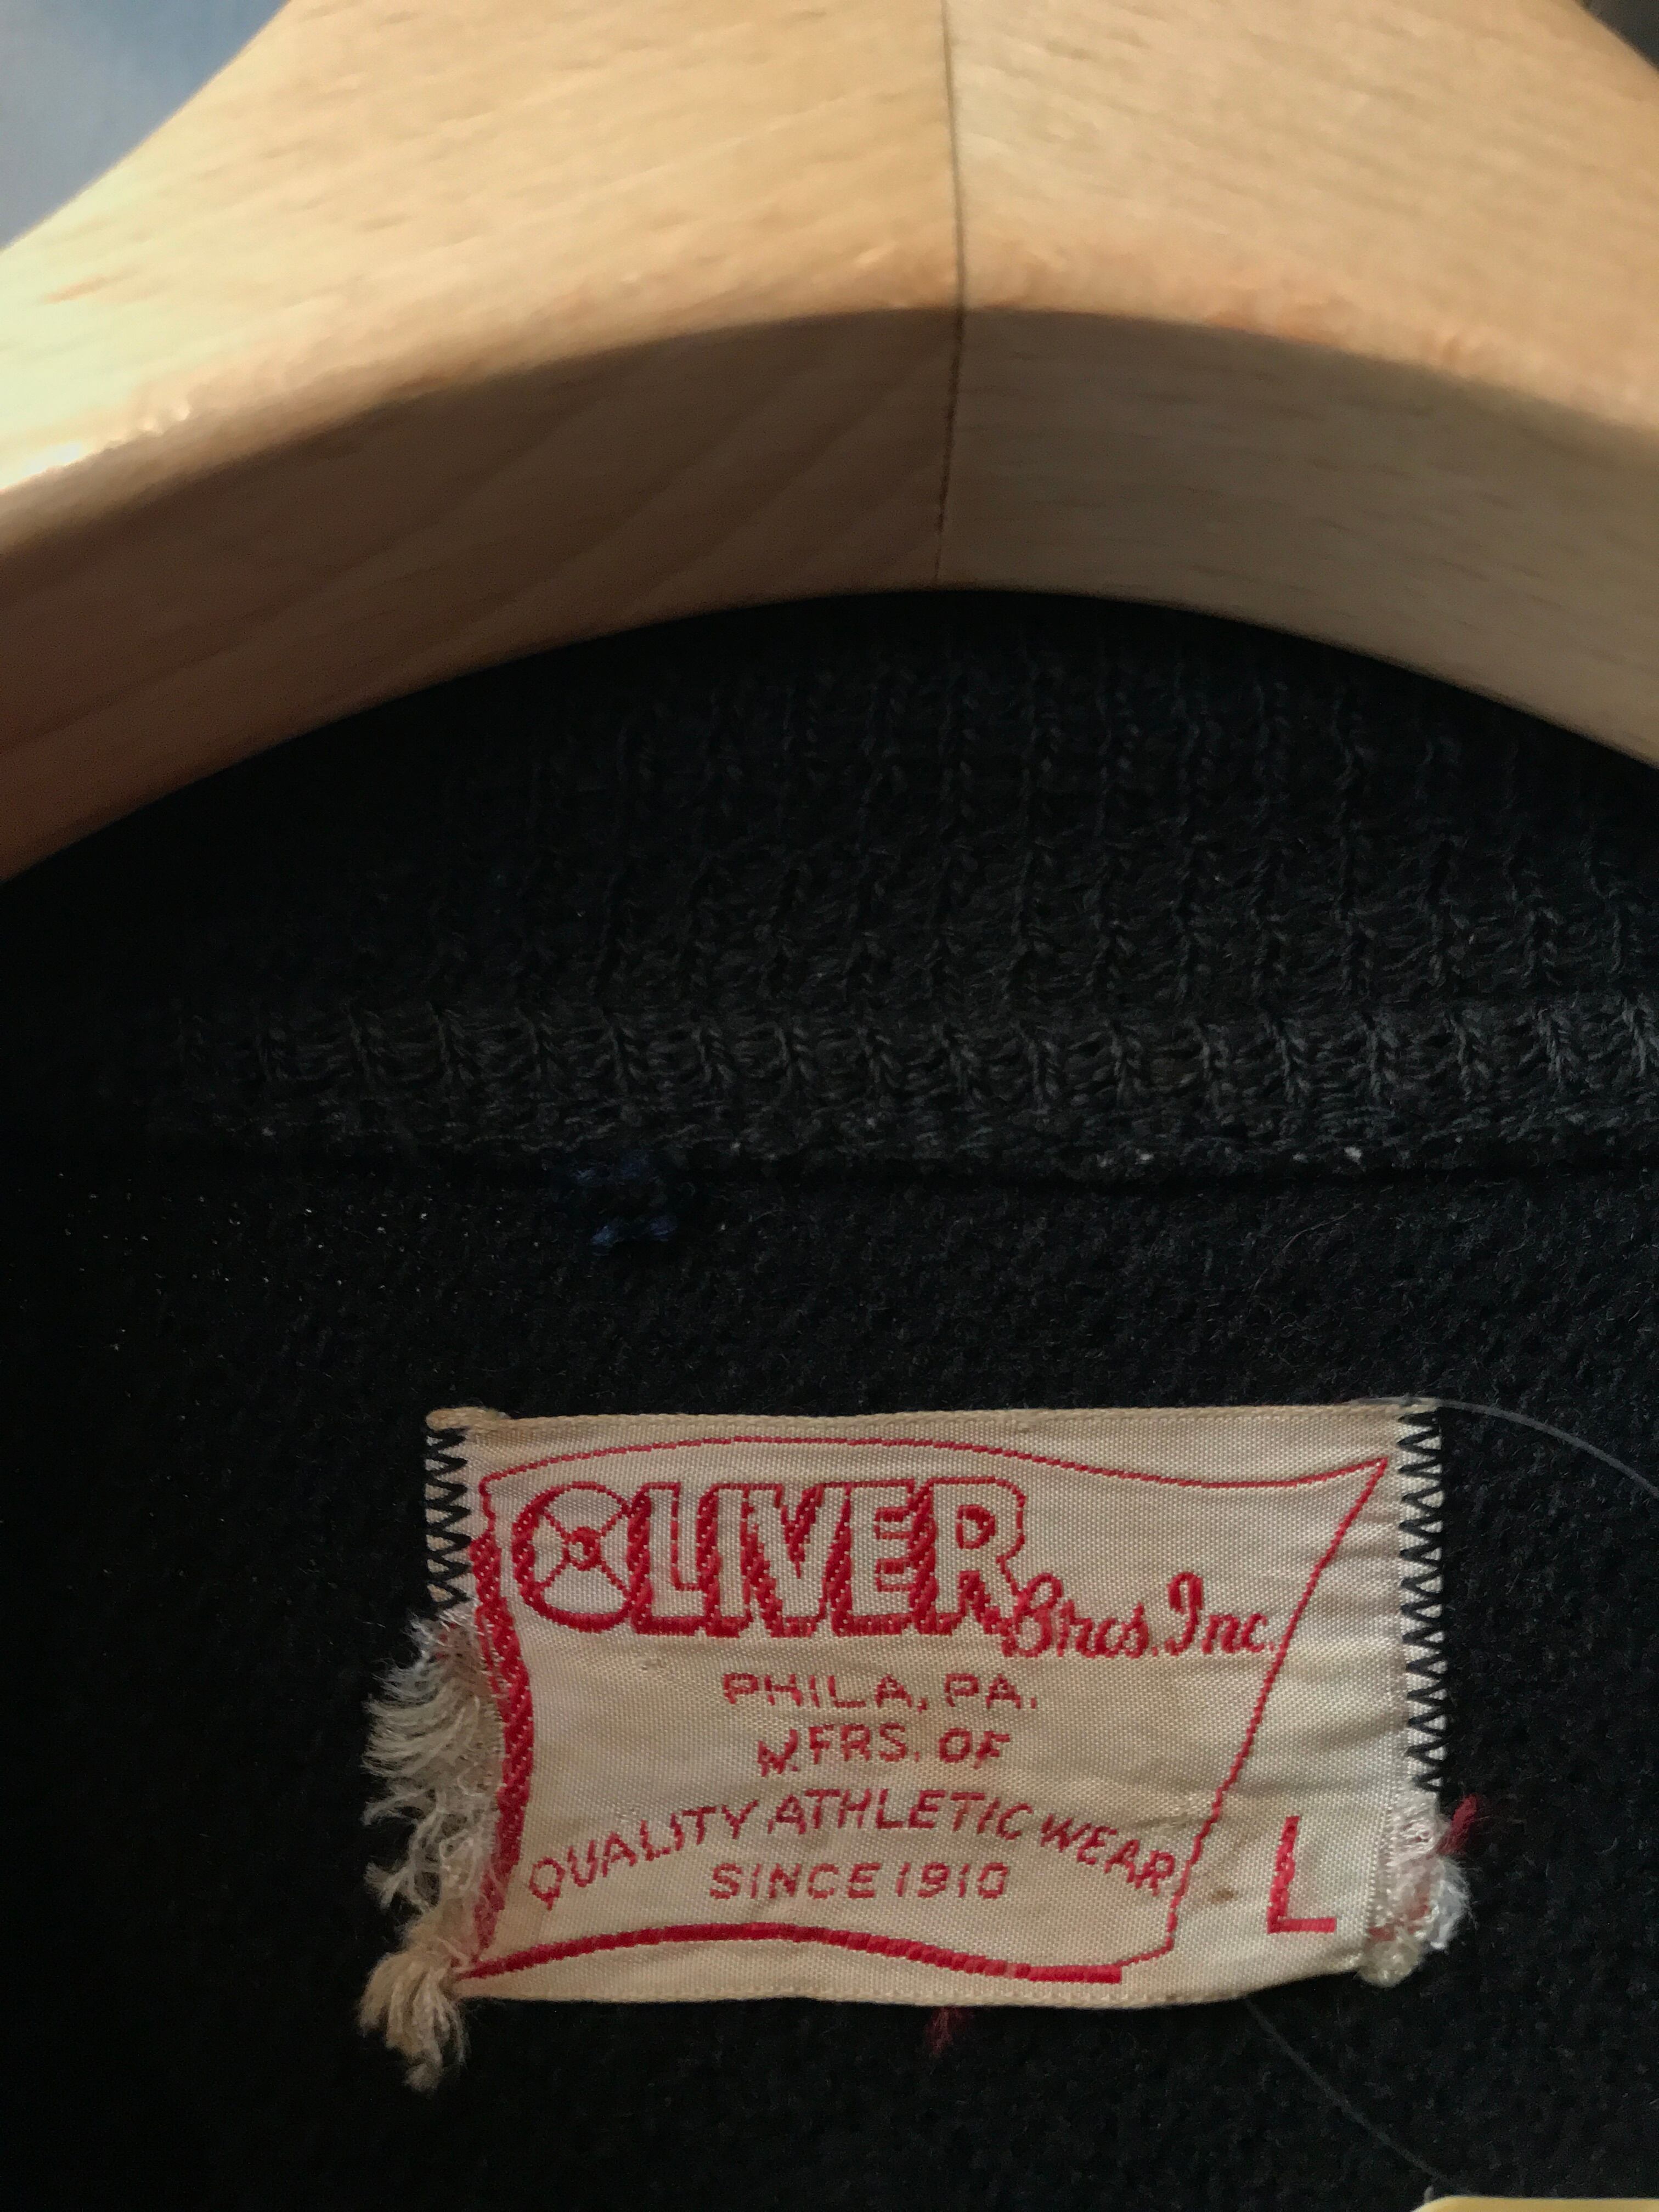 OLIVER Bros. Inc.
PHILA, PA.
MFRS. OF
QUALITY ATHLETIC WEAR
SINCE 1910
L